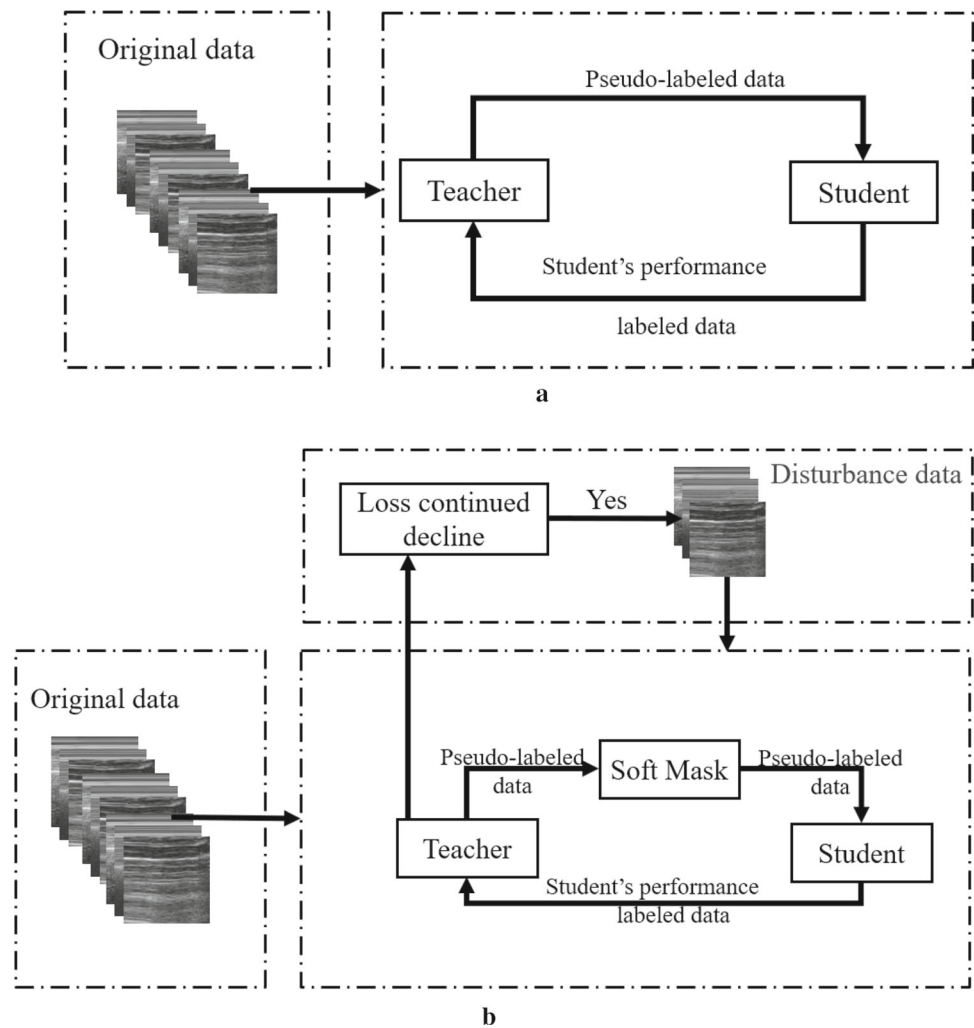 Original data
Pseudo-labeled data
Teacher
Student
Student's performance
labeled data
a
Disturbance data
Loss continued
decline
Yes
Original data
Pseudo-labeled
data
Soft Mask
Pseudo-labeled
data
Teacher
Student
Student's performance
labeled data
b